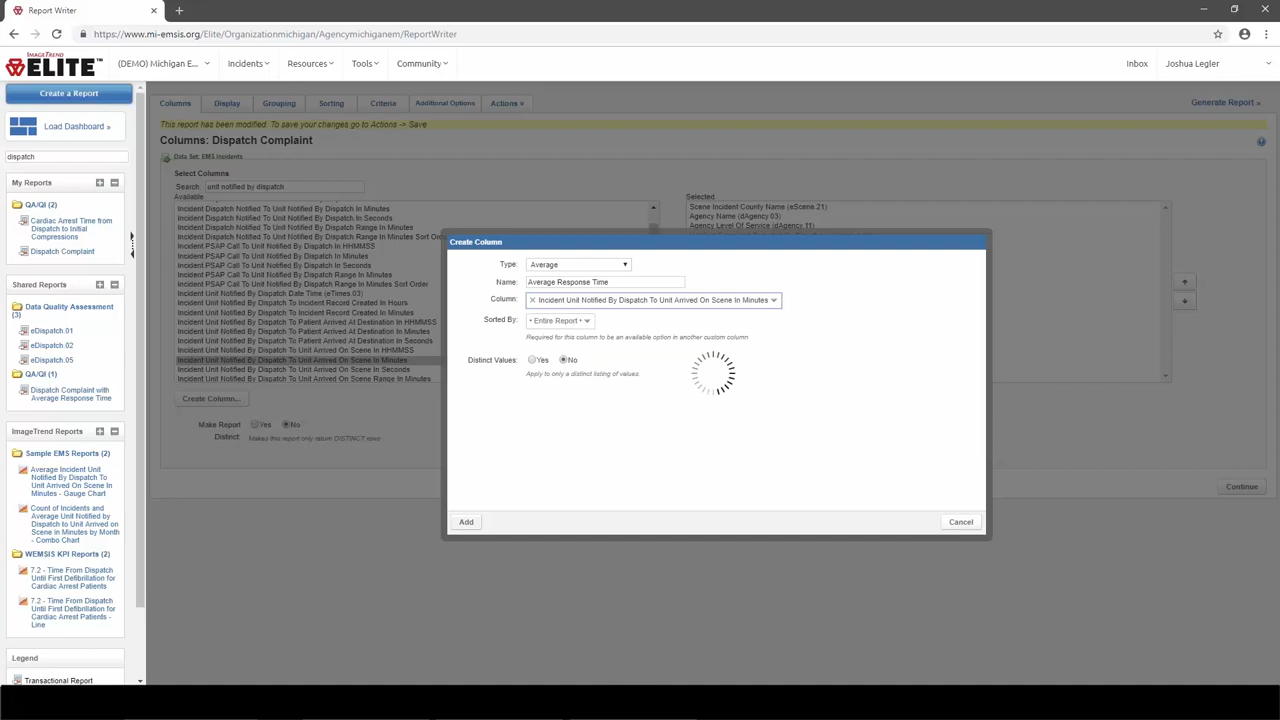 Report Writer
https://www.mi-emsis.org/Elite/Organizationmichigan/Agencymichiganem/ReportWriter
IMAGETREND
ELITE™
(DEMO) Michigan E...
Incidents
Resources
Tools
Community
Inbox
Joshua Legler
Create a Report
Load Dashboard »
dispatch
My Reports
QA/QI (2)
Cardiac Arrest Time from
Dispatch to Initial
Compressions
Dispatch Complaint
Shared Reports
Data Quality Assessment
(3)
eDispatch.01
eDispatch.02
eDispatch.05
QA/QI (1)
Dispatch Complaint with
Average Response Time
ImageTrend Reports
Sample EMS Reports (2)
Average Incident Unit
Notified By Dispatch To
Unit Arrived On Scene In
Minutes - Gauge Chart
Count of Incidents and
Average Unit Notified by
Dispatch to Unit Arrived on
Scene in Minutes by Month
- Combo Chart
WEMSIS KPI Reports (2)
7.2 - Time From Dispatch
Until First Defibrillation for
Cardiac Arrest Patients
7.2 - Time From Dispatch
Until First Defibrillation for
Cardiac Arrest Patients -
Line
Legend
Transactional Report
Columns
Display
Grouping
Sorting
Criteria
Additional Options
Actions »
Generate Report »
This report has been modified. To save your changes go to Actions -> Save
Columns: Dispatch Complaint
Data Set: EMS Incidents
Select Columns
Search: unit notified by dispatch
Available
Incident Dispatch Notified To Unit Notified By Dispatch In Minutes
Incident Dispatch Notified To Unit Notified By Dispatch In Seconds
Incident Dispatch Notified To Unit Notified By Dispatch Range In Minutes
Incident Dispatch Notified To Unit Notified By Dispatch Range In Minutes Sort Or
Incident PSAP Call To Unit Notified By Dispatch In HHMMSS
Incident PSAP Call To Unit Notified By Dispatch In Minutes
Incident PSAP Call To Unit Notified By Dispatch In Seconds
Incident PSAP Call To Unit Notified By Dispatch Range In Minutes
Incident PSAP Call To Unit Notified By Dispatch Range In Minutes Sort Order
Incident Unit Notified By Dispatch Date Time (eTimes.03)
Incident Unit Notified By Dispatch To Incident Record Created In Hours
Incident Unit Notified By Dispatch To Patient Arrived At Destination In HHMMSS
Incident Unit Notified By Dispatch To Patient Arrived At Destination In Minutes
Incident Unit Notified By Dispatch To Patient Arrived At Destination In Seconds
Incident Unit Notified By Dispatch To Unit Arrived On Scene In HHMMSS
Incident Unit Notified By Dispatch To Unit Arrived On Scene In Minutes
Incident Unit Notified By Dispatch To Unit Arrived On Scene In Seconds
Incident Unit Notified By Dispatch To Unit Arrived On Scene Range In Minutes
Create Column...
Make Report
Distinct:
Yes
No
Makes this report only return DISTINCT rows
Selected
Scene Incident County Name (eScene.21)
Agency Name (dAgency.03)
Agency Level Of Service (dAgency.11)
Continue
Create Column
Type: Average
Name: Average Response Time
Column: × Incident Unit Notified By Dispatch To Unit Arrived On Scene In Minutes
Sorted By: • Entire Report •
Required for this column to be an available option in another custom column
Distinct Values: Yes No
Apply to only a distinct listing of values.
Add
Cancel